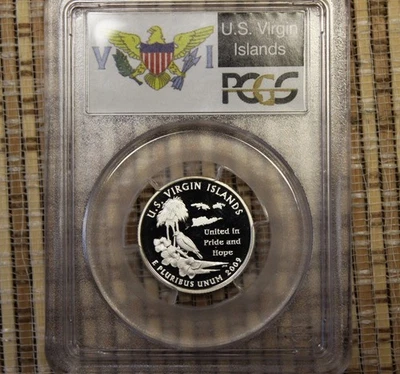 U.S. Virgin
Islands
V I
PCGS
U.S. VIRGIN ISLANDS
United in
Pride and
Hope
E PLURIBUS UNUM 2009